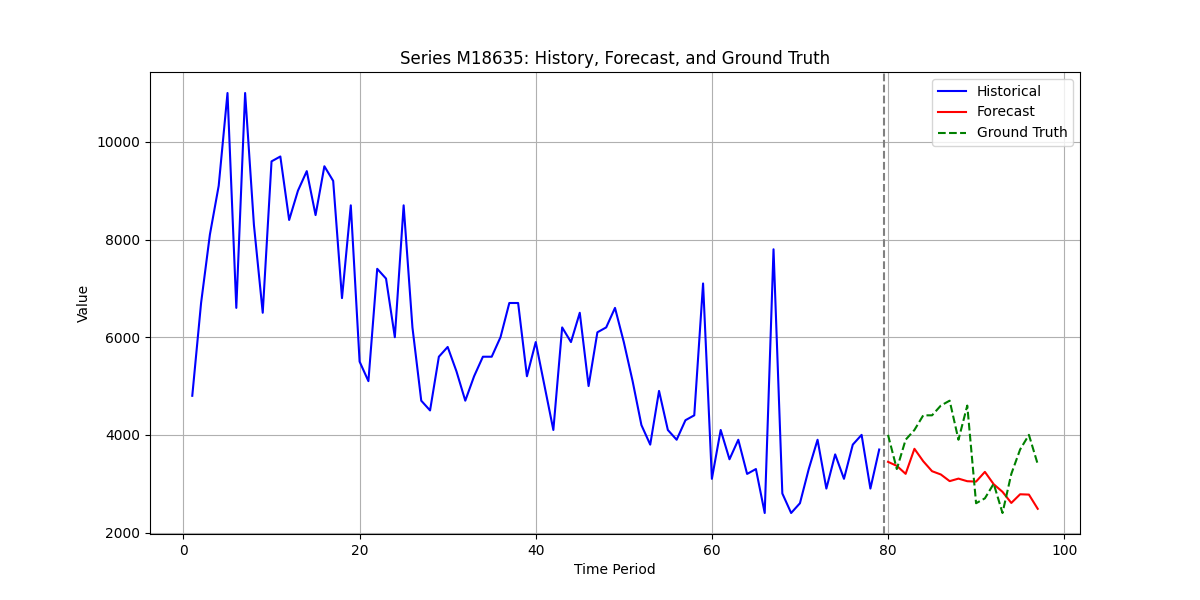 Series M18635: History, Forecast, and Ground Truth
Historical
Forecast
Ground Truth
Value
10000
8000
6000
4000
2000
0
20
40
60
80
100
Time Period